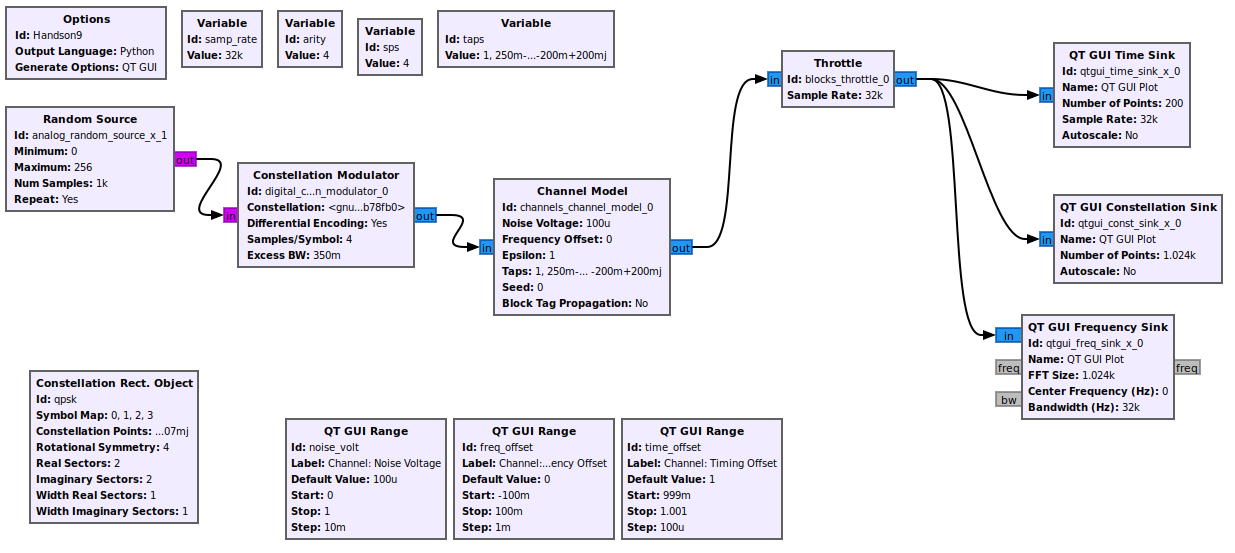 Options
Id: Handson9
Output Language: Python
Generate Options: QT GUI
Variable
Id: samp_rate
Value: 32k
Variable
Id: arity
Value: 4
Variable
Id: sps
Value: 4
Variable
Id: taps
Value: 1, 250m-...-200m+200mj
Throttle
Id: blocks_throttle_0
Sample Rate: 32k
in
out
QT GUI Time Sink
Id: qtgui_time_sink_x_0
Name: QT GUI Plot
Number of Points: 200
Sample Rate: 32k
Autoscale: No
in
Random Source
Id: analog_random_source_x_1
Minimum: 0
Maximum: 256
Num Samples: 1k
Repeat: Yes
out
Constellation Modulator
Id: digital_c...n_modulator_0
Constellation: <gnu...b78fb0>
Differential Encoding: Yes
Samples/Symbol: 4
Excess BW: 350m
in
out
Channel Model
Id: channels_channel_model_0
Noise Voltage: 100u
Frequency Offset: 0
Epsilon: 1
Taps: 1, 250m-... -200m+200mj
Seed: 0
Block Tag Propagation: No
in
out
QT GUI Constellation Sink
Id: qtgui_const_sink_x_0
Name: QT GUI Plot
Number of Points: 1.024k
Autoscale: No
in
QT GUI Frequency Sink
Id: qtgui_freq_sink_x_0
Name: QT GUI Plot
FFT Size: 1.024k
Center Frequency (Hz): 0
Bandwidth (Hz): 32k
in
freq
bw
freq
Constellation Rect. Object
Id: qpsk
Symbol Map: 0, 1, 2, 3
Constellation Points: ...07mj
Rotational Symmetry: 4
Real Sectors: 2
Imaginary Sectors: 2
Width Real Sectors: 1
Width Imaginary Sectors: 1
QT GUI Range
Id: noise_volt
Label: Channel: Noise Voltage
Default Value: 100u
Start: 0
Stop: 1
Step: 10m
QT GUI Range
Id: freq_offset
Label: Channel:...ency Offset
Default Value: 0
Start: -100m
Stop: 100m
Step: 1m
QT GUI Range
Id: time_offset
Label: Channel: Timing Offset
Default Value: 1
Start: 999m
Stop: 1.001
Step: 100u